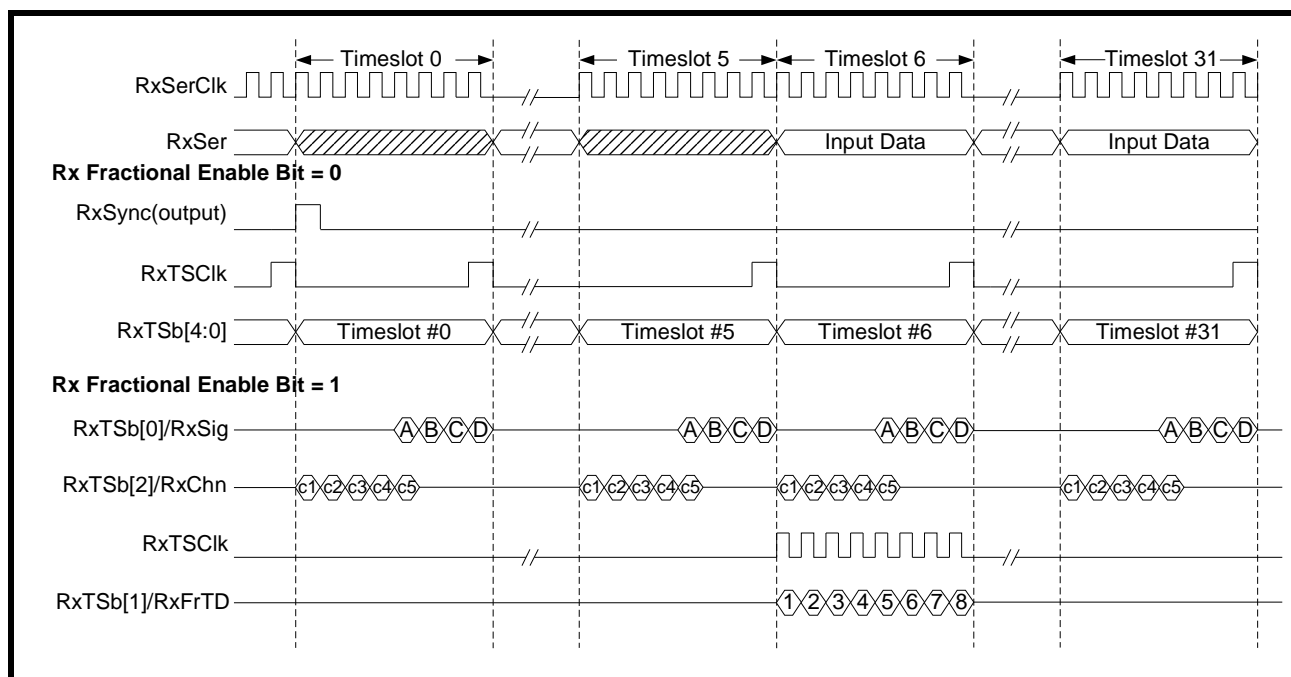 Timeslot 0 Timeslot 5 Timeslot 6 Timeslot 31
RxSerClk
RxSer Input Data Input Data
Rx Fractional Enable Bit = 0
RxSync(output)
RxTSClk
RxTSb[4:0] Timeslot #0 Timeslot #5 Timeslot #6 Timeslot #31
Rx Fractional Enable Bit = 1
RxTSb[0]/RxSig A B C D A B C D A B C D A B C D
RxTSb[2]/RxChn c1 c2 c3 c4 c5 c1 c2 c3 c4 c5 c1 c2 c3 c4 c5 c1 c2 c3 c4 c5
RxTSClk
RxTSb[1]/RxFrTD 1 2 3 4 5 6 7 8